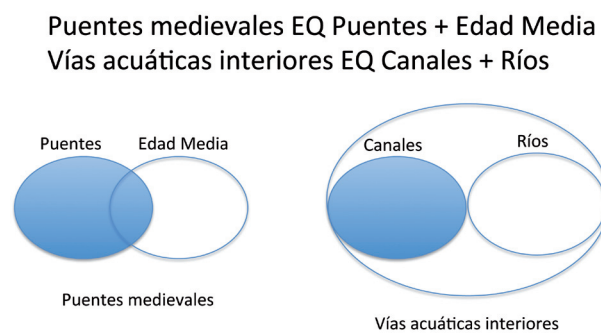 Puentes medievales EQ Puentes + Edad Media
Vías acuáticas interiores EQ Canales + Ríos
Puentes
Edad Media
Puentes medievales
Canales
Ríos
Vías acuáticas interiores